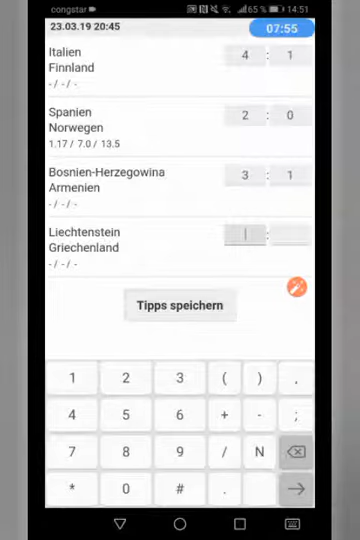 congstar 65 % 14:51
23.03.19 20:45 07:55
Italien 4 : 1
Finnland
- / - / -
Spanien 2 : 0
Norwegen
1.17 / 7.0 / 13.5
Bosnien-Herzegowina 3 : 1
Armenien
- / - / -
Liechtenstein :
Griechenland
- / - / -
Tipps speichern
1 2 3 ( ) ,
4 5 6 + - ;
7 8 9 / N
* 0 # .